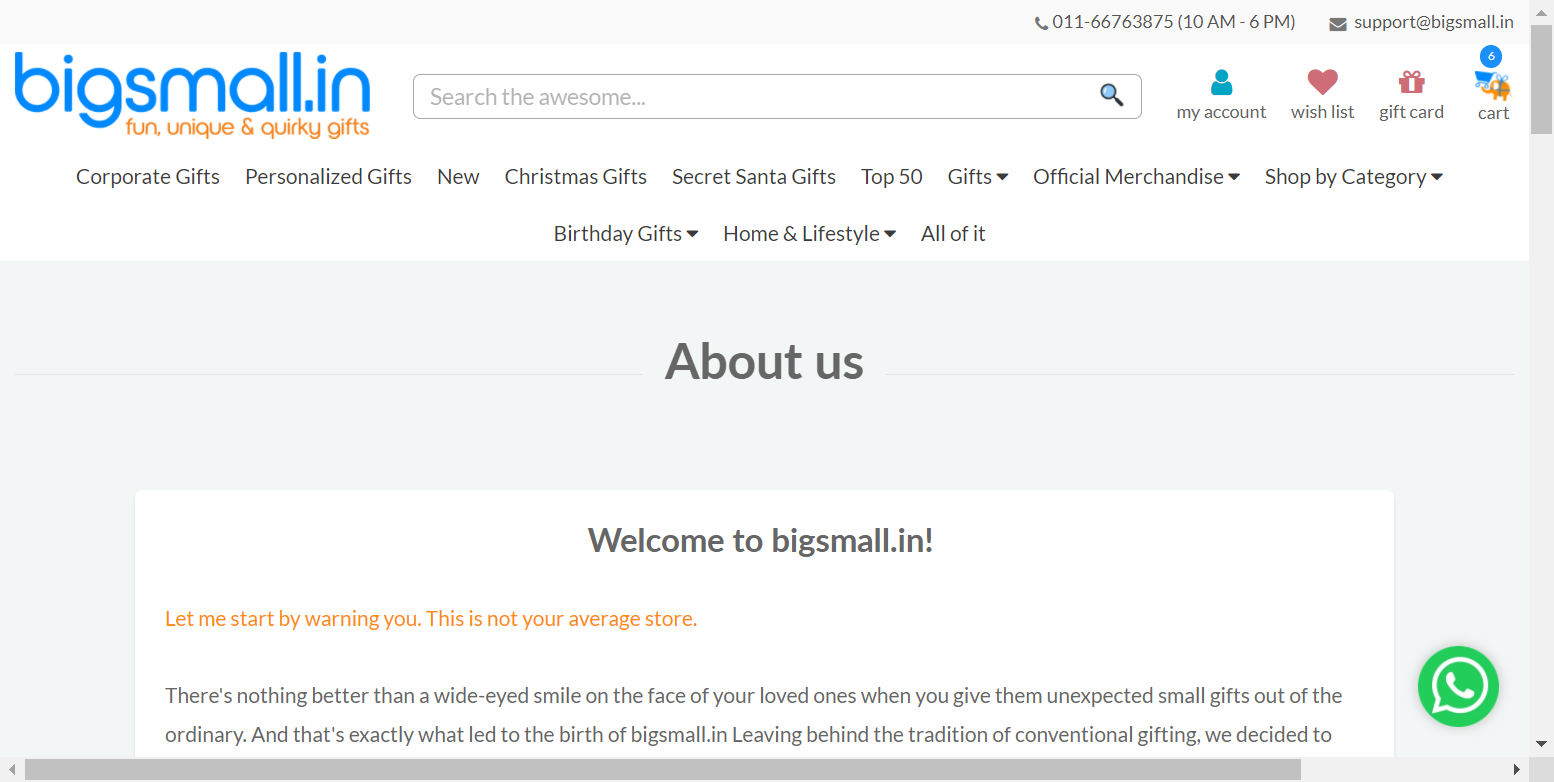 011-66763875 (10 AM - 6 PM) support@bigsmall.in
bigsmall.in
fun, unique & quirky gifts
Search the awesome...
6
my account wish list gift card cart
Corporate Gifts Personalized Gifts New Christmas Gifts Secret Santa Gifts Top 50 Gifts Official Merchandise Shop by Category
Birthday Gifts Home & Lifestyle All of it
About us
Welcome to bigsmall.in!
Let me start by warning you. This is not your average store.
There's nothing better than a wide-eyed smile on the face of your loved ones when you give them unexpected small gifts out of the
ordinary. And that's exactly what led to the birth of bigsmall.in Leaving behind the tradition of conventional gifting, we decided to